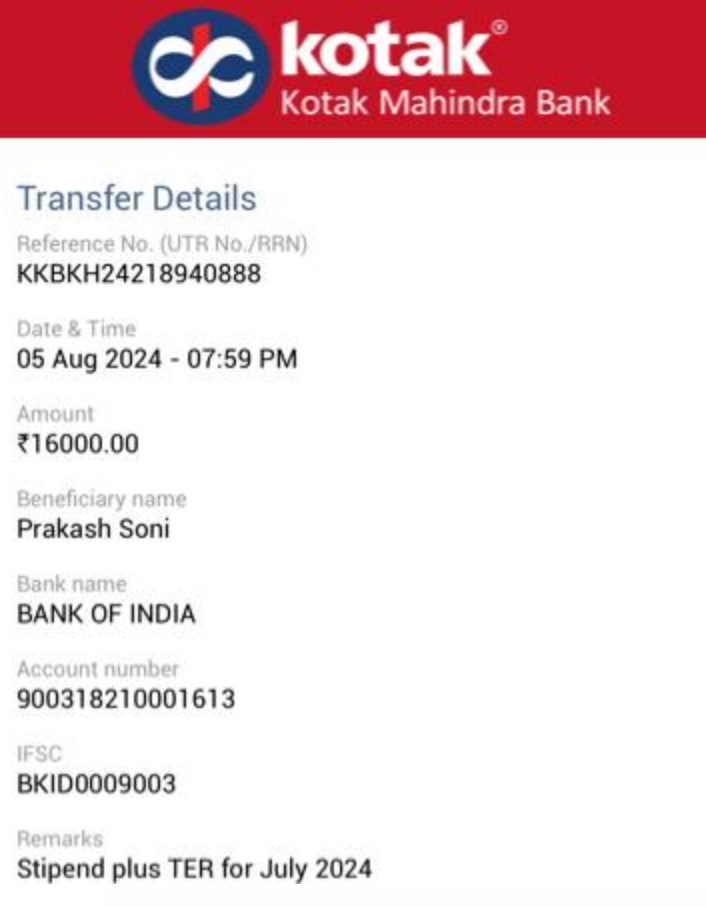 kotak®
Kotak Mahindra Bank
Transfer Details
Reference No. (UTR No./RRN)
KKBKH24218940888
Date & Time
05 Aug 2024 - 07:59 PM
Amount
₹16000.00
Beneficiary name
Prakash Soni
Bank name
BANK OF INDIA
Account number
900318210001613
IFSC
BKID0009003
Remarks
Stipend plus TER for July 2024